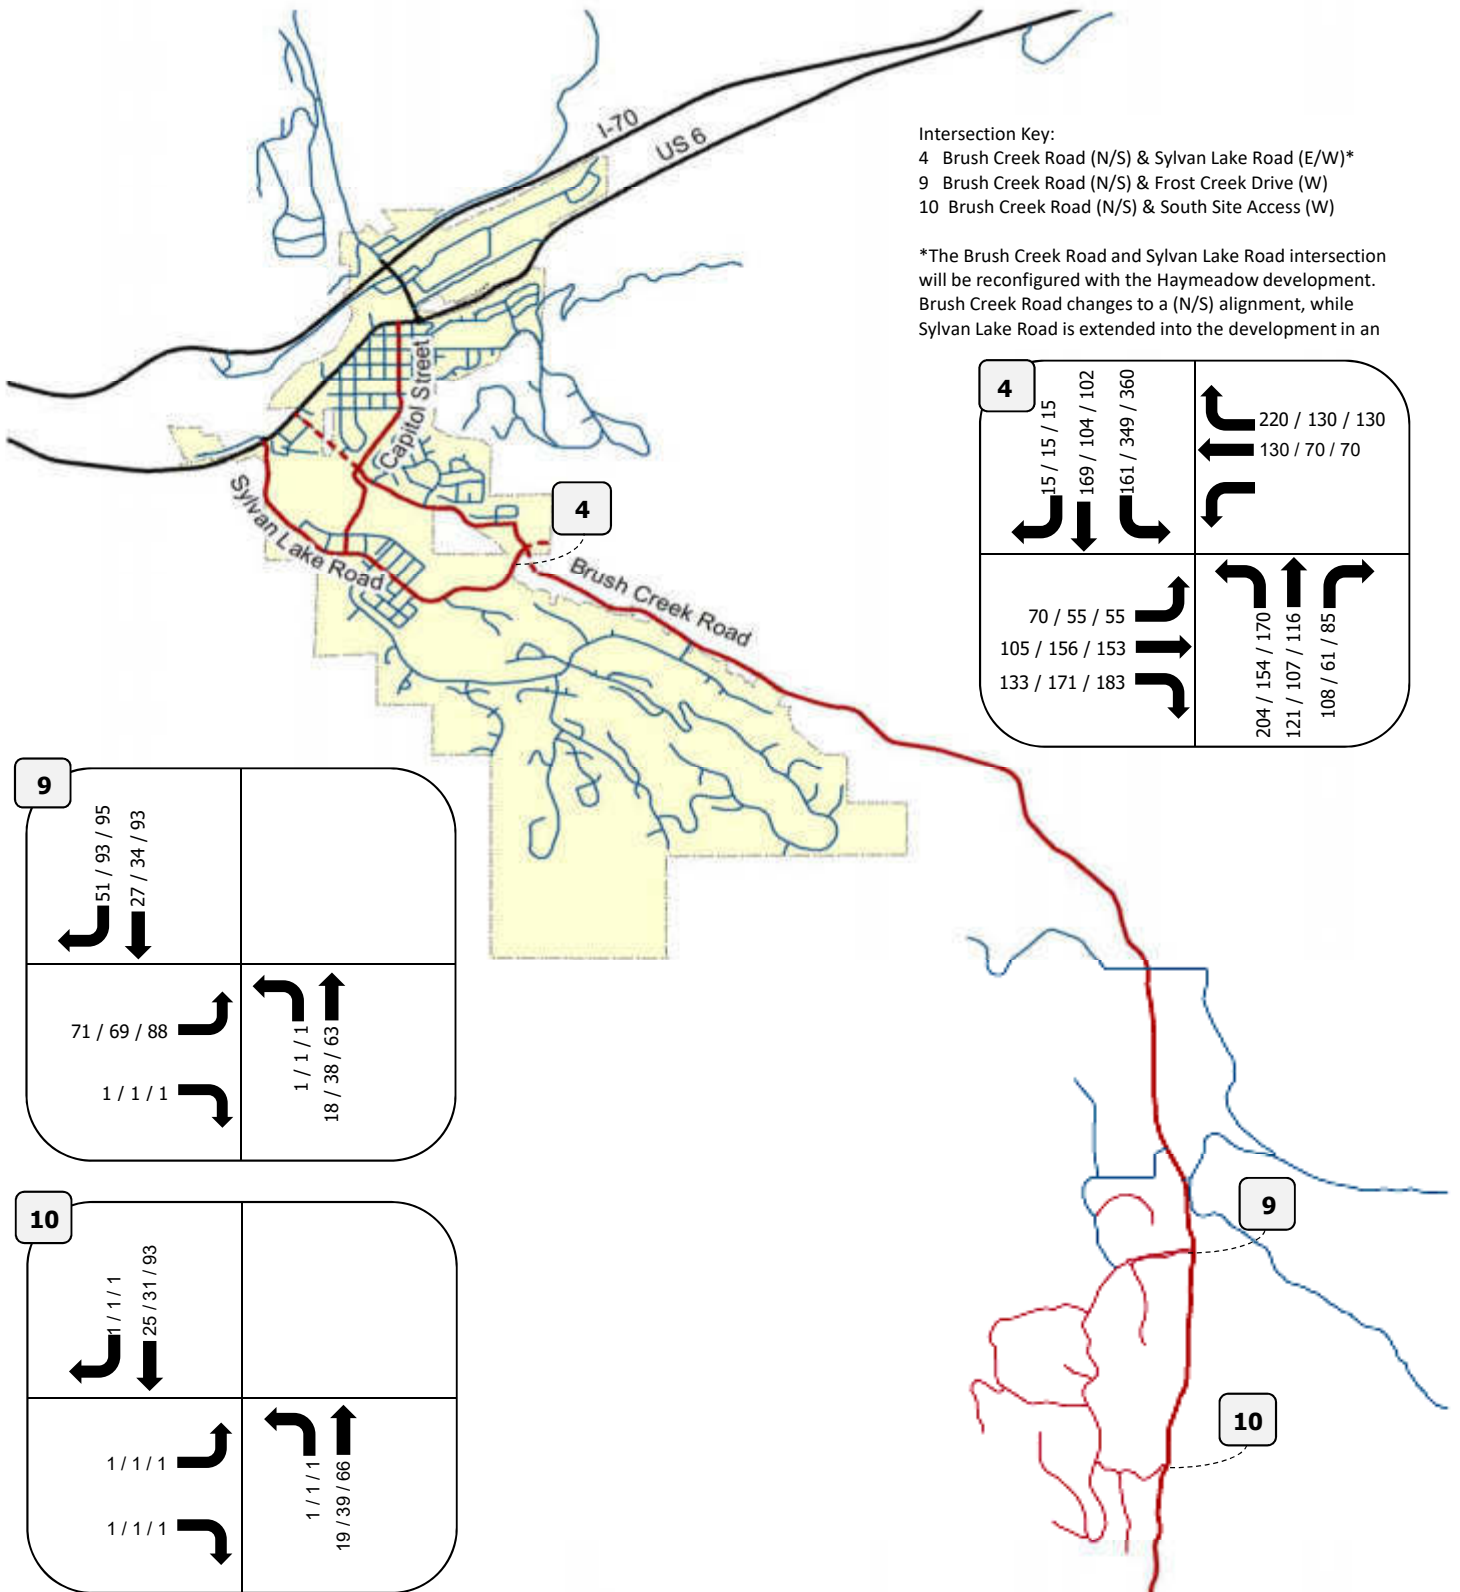 I-70
US 6
Intersection Key:
4 Brush Creek Road (N/S) & Sylvan Lake Road (E/W)*
9 Brush Creek Road (N/S) & Frost Creek Drive (W)
10 Brush Creek Road (N/S) & South Site Access (W)
*The Brush Creek Road and Sylvan Lake Road intersection
will be reconfigured with the Haymeadow development.
Brush Creek Road changes to a (N/S) alignment, while
Sylvan Lake Road is extended into the development in an
Capitol Street
Sylvan Lake Road
Brush Creek Road
4
4
15 / 15 / 15
169 / 104 / 102
161 / 349 / 360
220 / 130 / 130
130 / 70 / 70
70 / 55 / 55
105 / 156 / 153
133 / 171 / 183
204 / 154 / 170
121 / 107 / 116
108 / 61 / 85
9
51 / 93 / 95
27 / 34 / 93
71 / 69 / 88
1 / 1 / 1
1 / 1 / 1
18 / 38 / 63
10
1 / 1 / 1
25 / 31 / 93
1 / 1 / 1
1 / 1 / 1
1 / 1 / 1
19 / 39 / 66
9
10